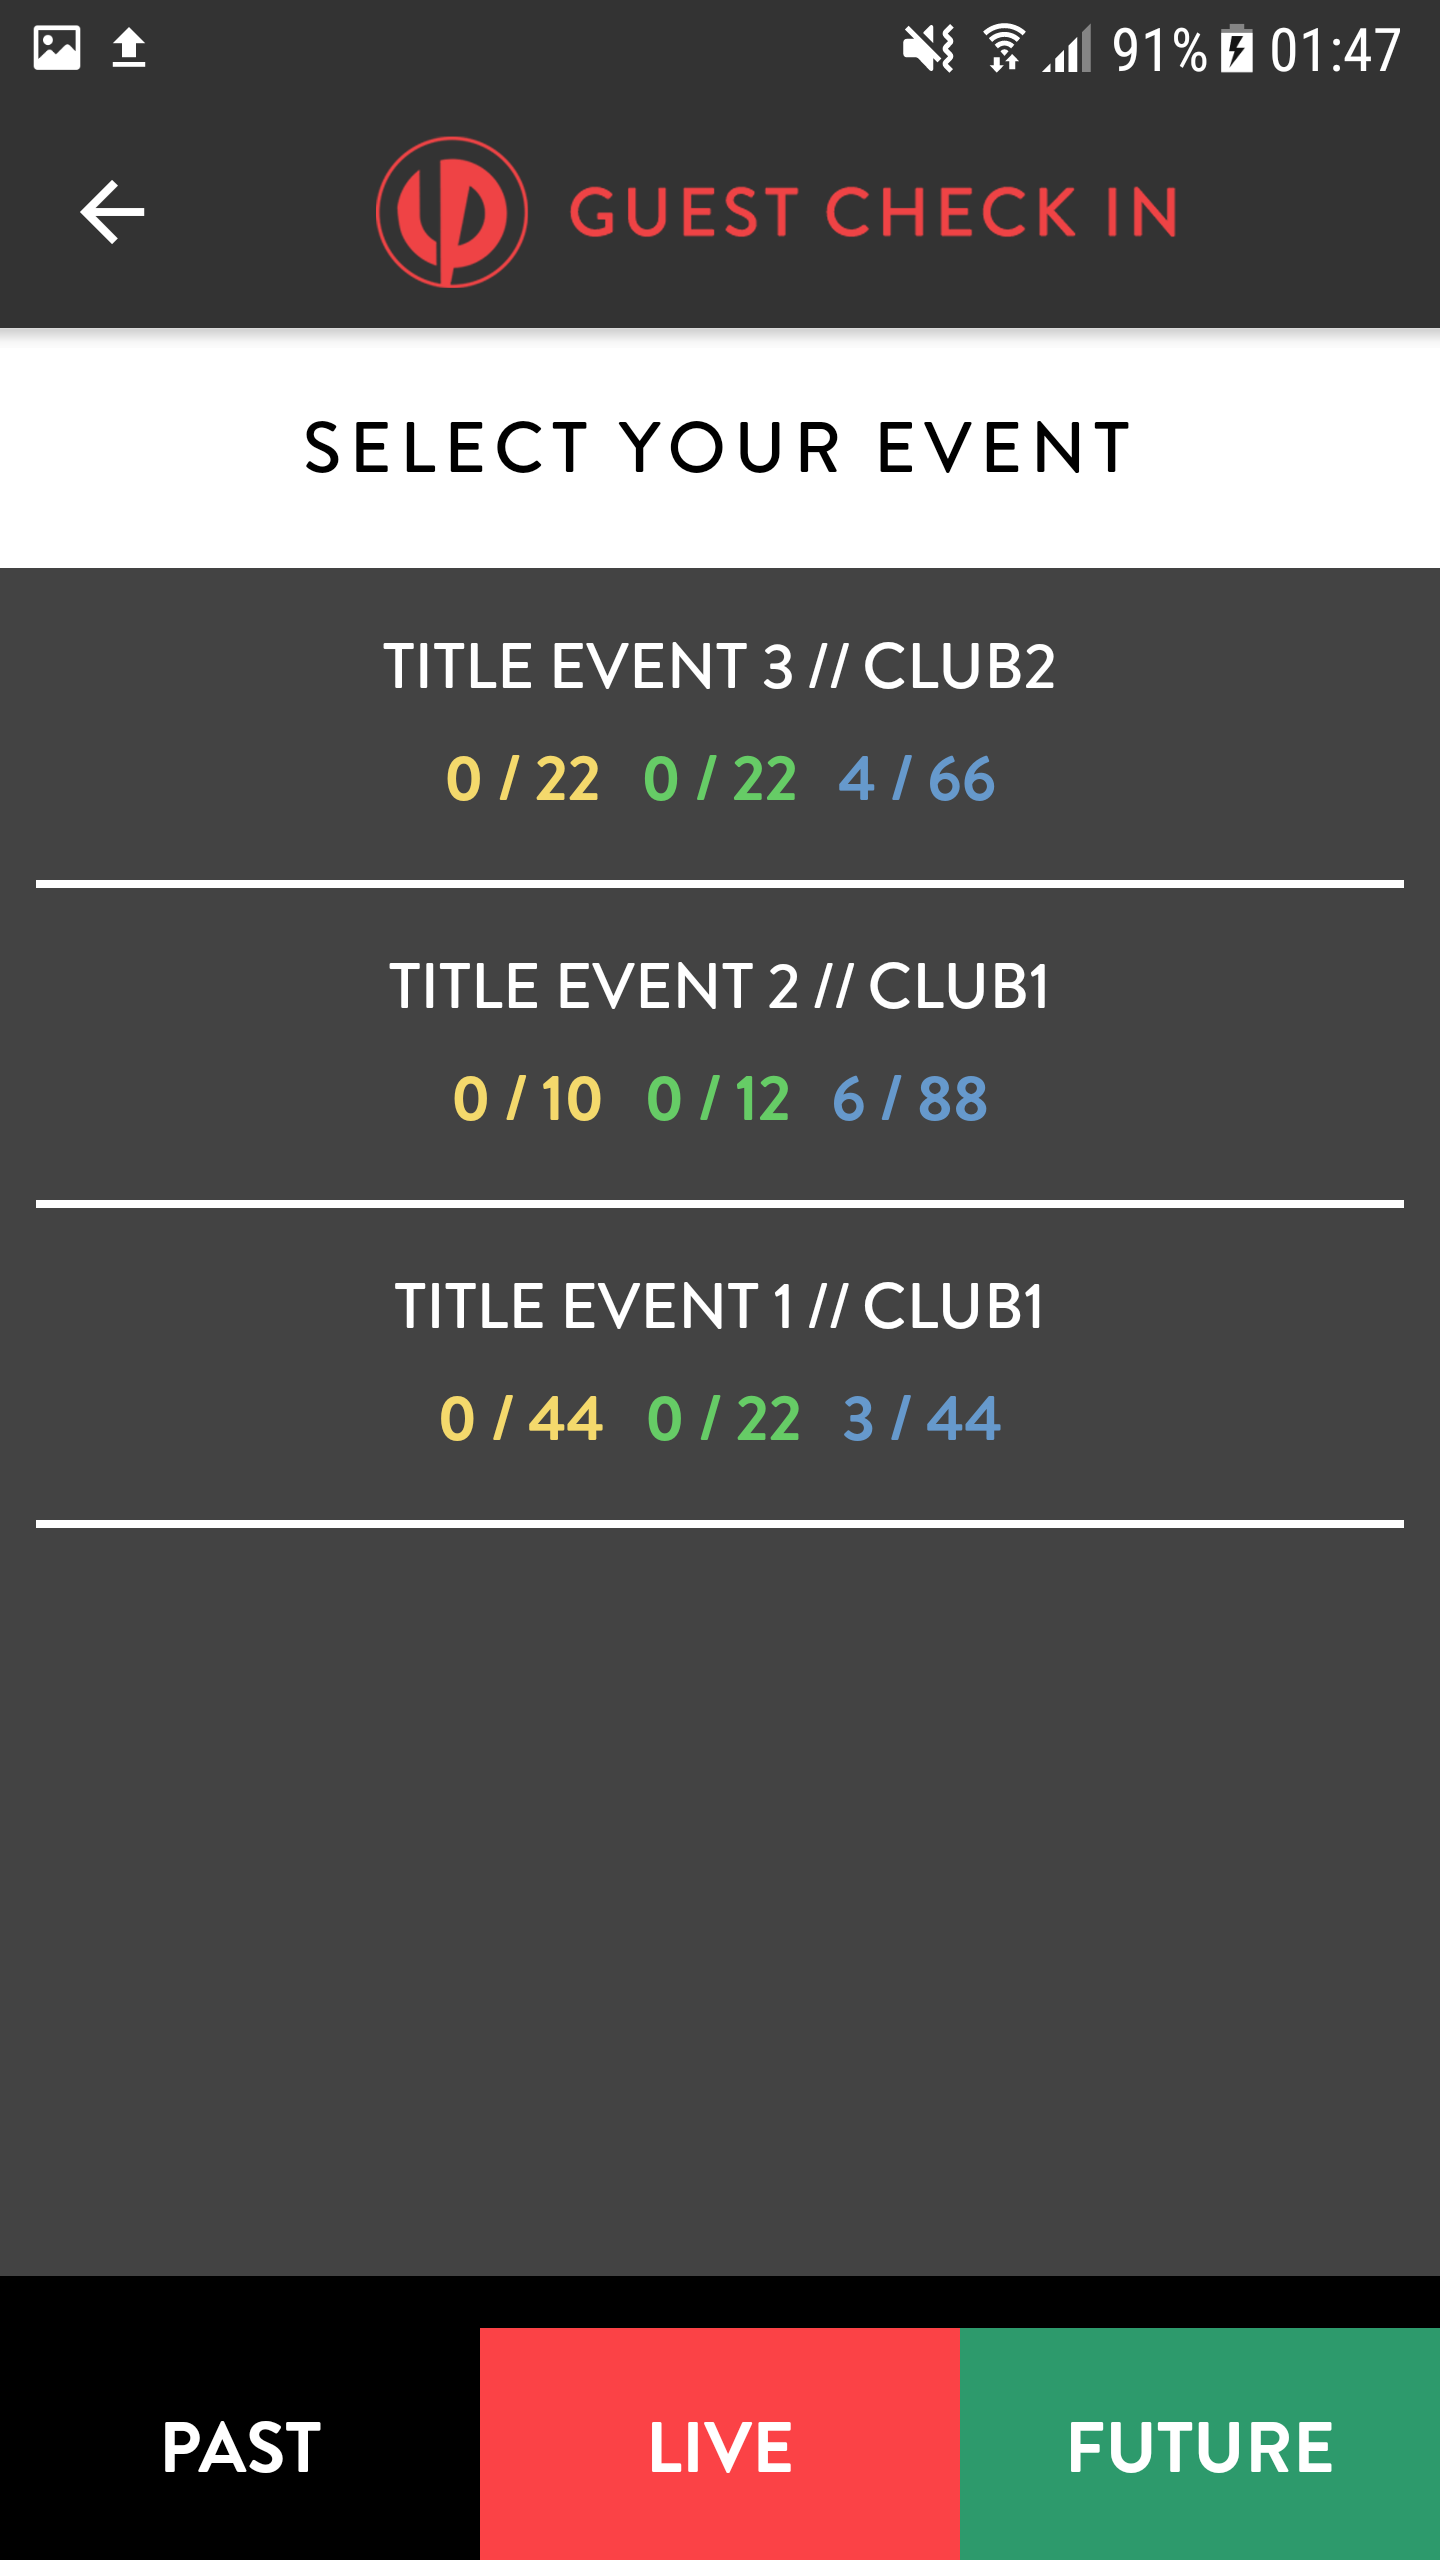 91% 01:47
GUEST CHECK IN
SELECT YOUR EVENT
TITLE EVENT 3 // CLUB2
0 / 22 0 / 22 4 / 66
TITLE EVENT 2 // CLUB1
0 / 10 0 / 12 6 / 88
TITLE EVENT 1 // CLUB1
0 / 44 0 / 22 3 / 44
PAST LIVE FUTURE